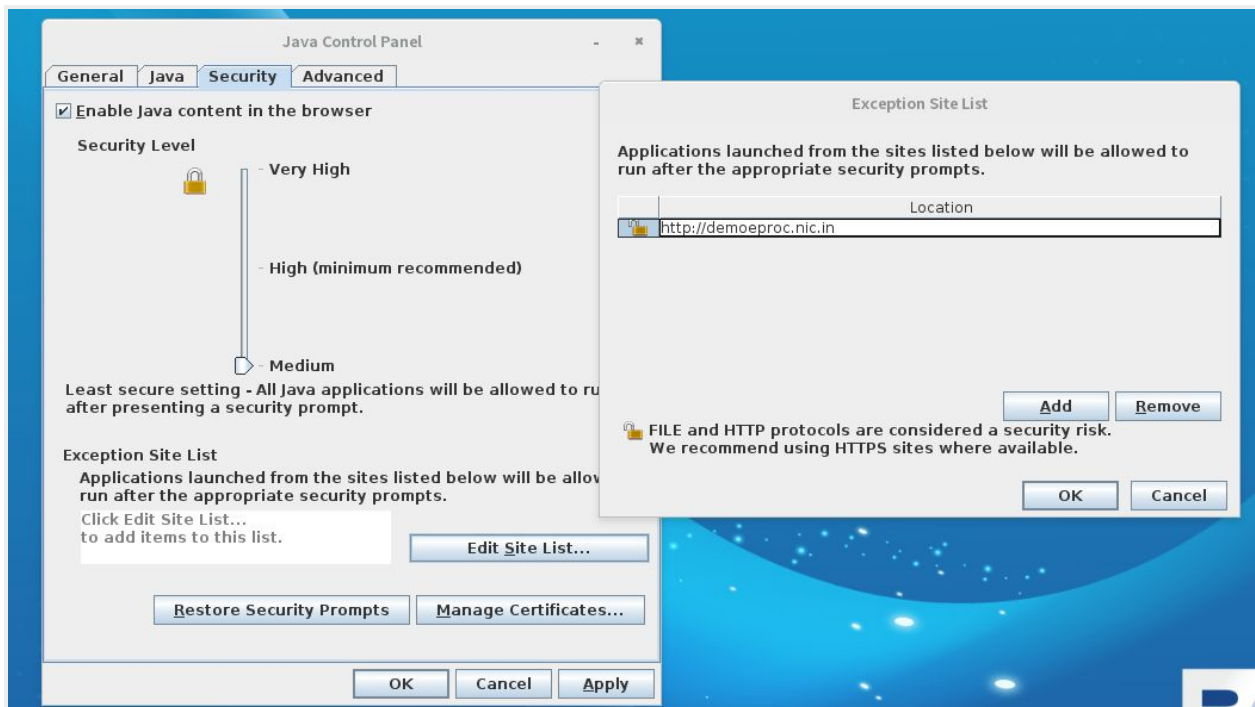 Java Control Panel
General Java Security Advanced
Enable Java content in the browser
Security Level
Very High
High (minimum recommended)
Medium
Least secure setting - All Java applications will be allowed to ru
after presenting a security prompt.
Exception Site List
Applications launched from the sites listed below will be allow
run after the appropriate security prompts.
Click Edit Site List...
to add items to this list.
Edit Site List...
Restore Security Prompts Manage Certificates...
OK Cancel Apply
Exception Site List
Applications launched from the sites listed below will be allowed to
run after the appropriate security prompts.
Location
http://demoeproc.nic.in
Add Remove
FILE and HTTP protocols are considered a security risk.
We recommend using HTTPS sites where available.
OK Cancel